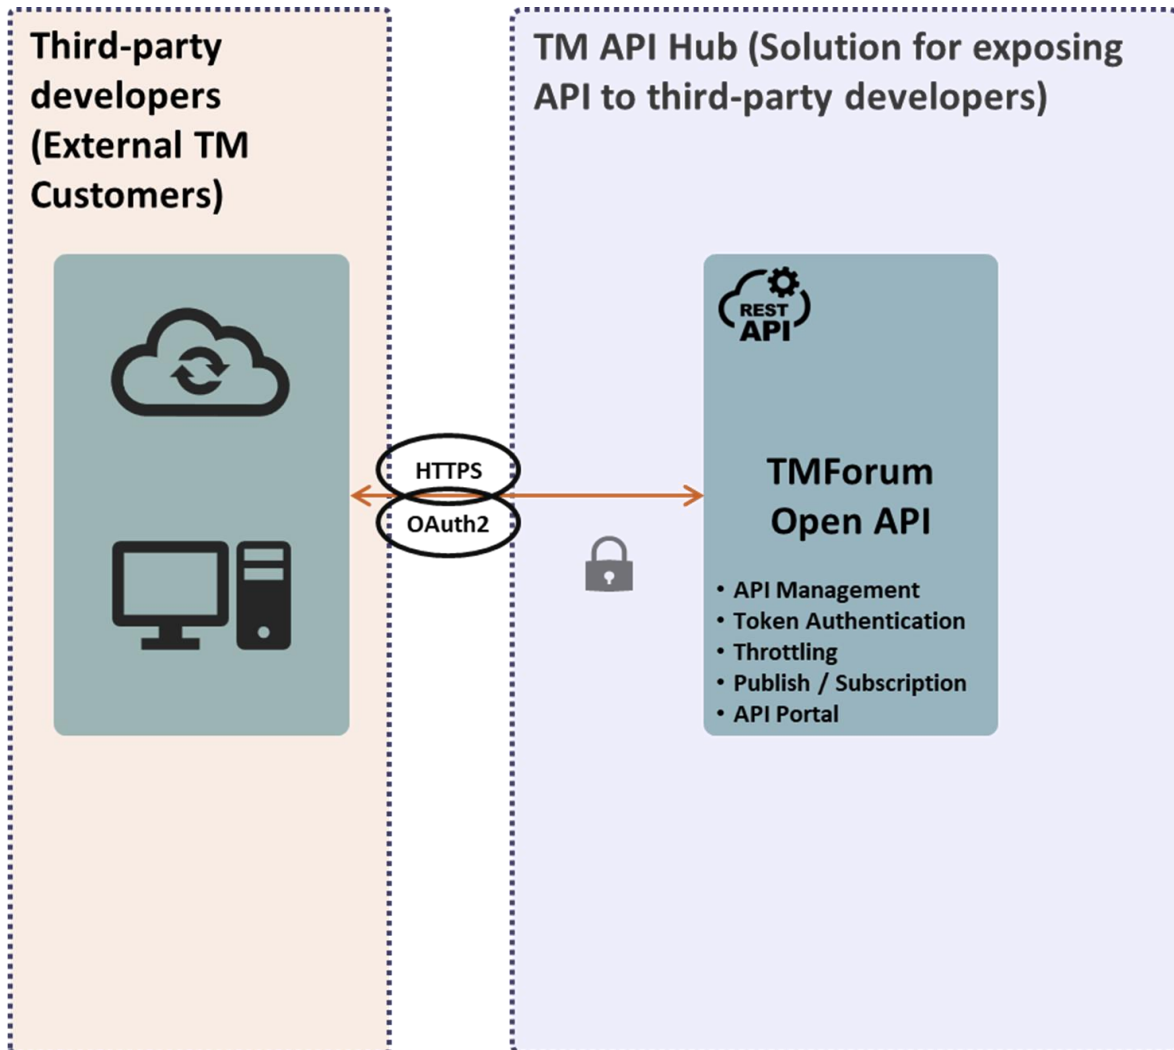 Third-party
developers
(External TM
Customers)
TM API Hub (Solution for exposing
API to third-party developers)
REST
API
HTTPS
OAuth2
TMForum
Open API
• API Management
• Token Authentication
• Throttling
• Publish / Subscription
• API Portal